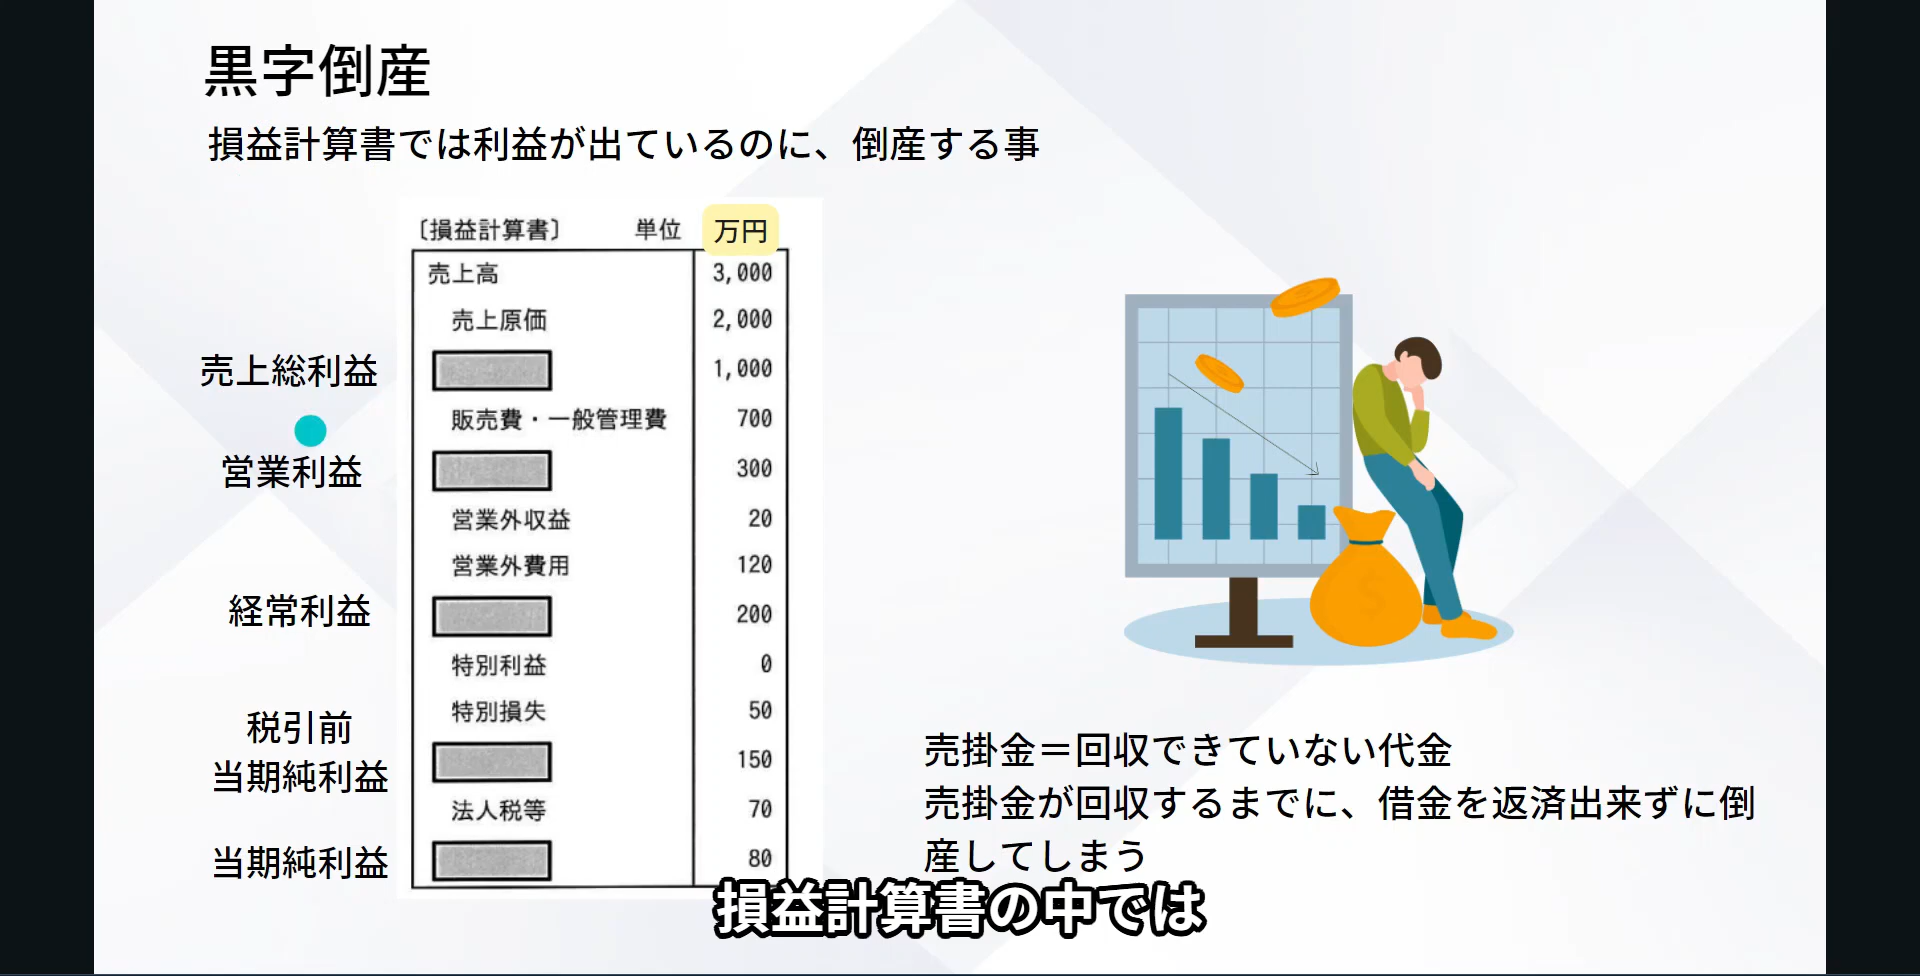 黒字倒産
損益計算書では利益が出ているのに、倒産する事
〔損益計算書〕 単位 万円
売上高 3,000
売上原価 2,000
売上総利益 1,000
販売費・一般管理費 700
営業利益 300
営業外収益 20
営業外費用 120
経常利益 200
特別利益 0
特別損失 50
税引前
当期純利益 150
法人税等 70
当期純利益 80
売掛金＝回収できていない代金
売掛金が回収するまでに、借金を返済出来ずに倒
産してしまう
損益計算書の中では